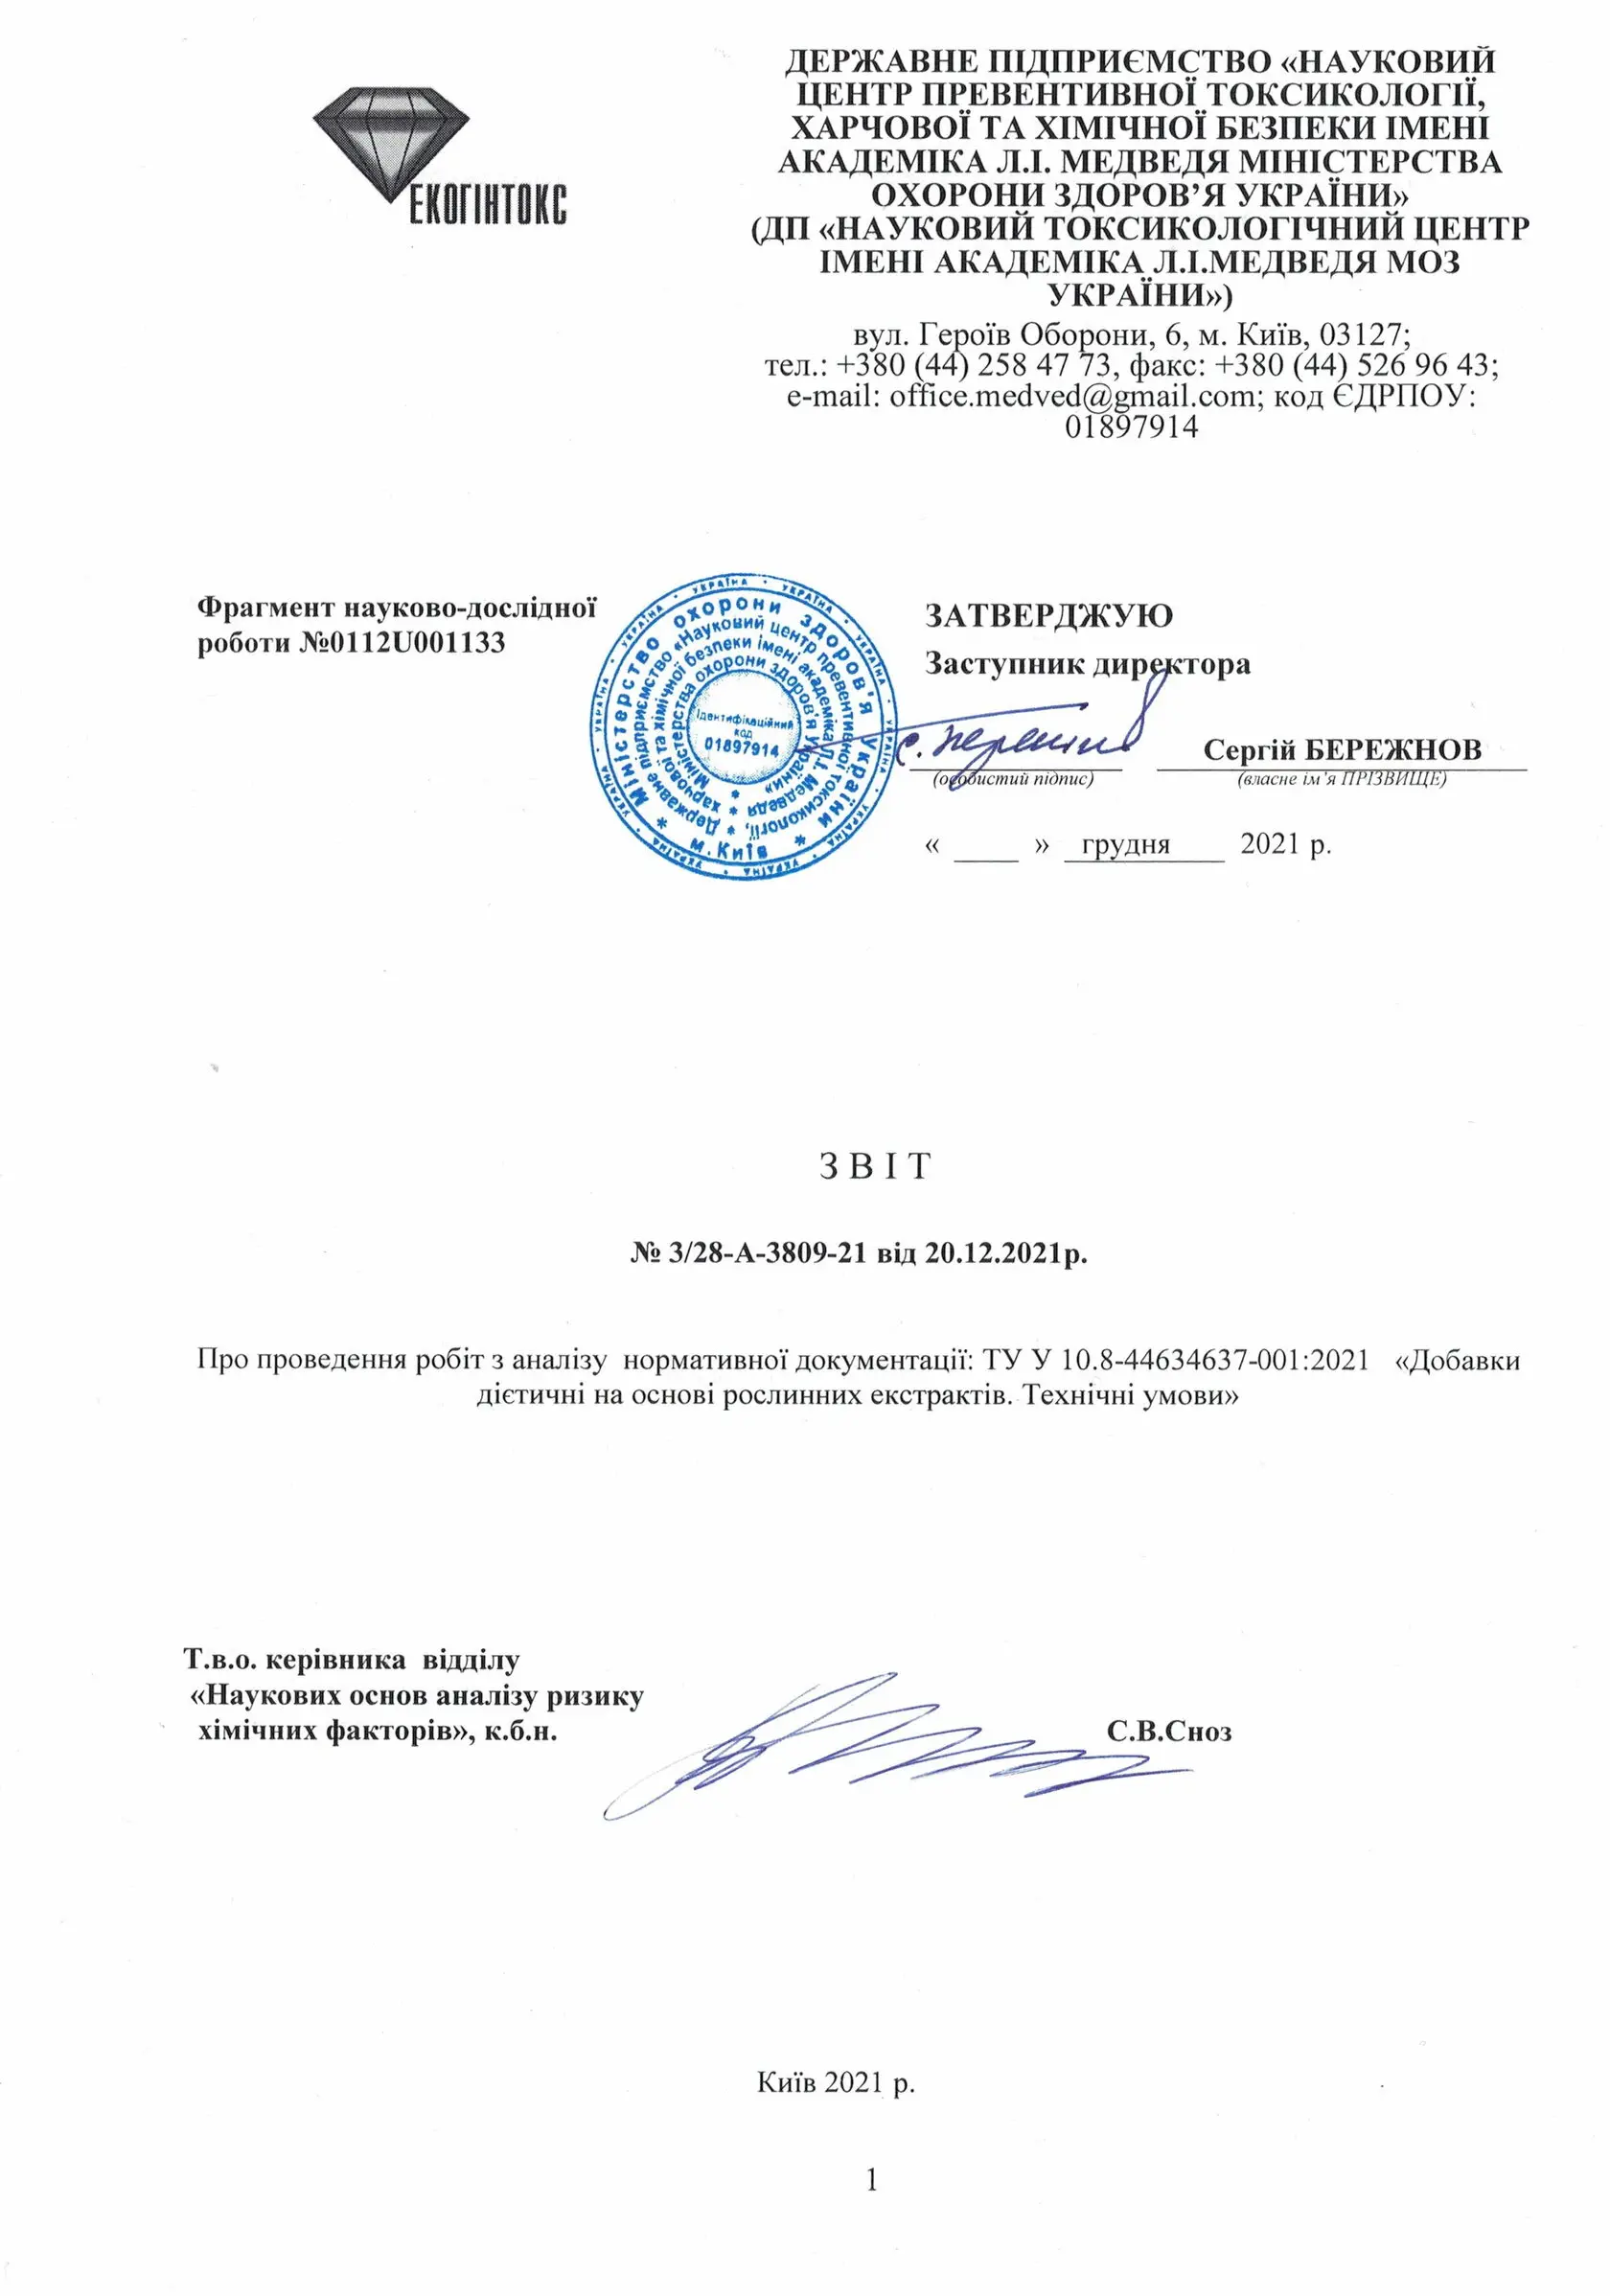 ЕКОГІНТОКС
ДЕРЖАВНЕ ПІДПРИЄМСТВО «НАУКОВИЙ
ЦЕНТР ПРЕВЕНТИВНОЇ ТОКСИКОЛОГІЇ,
ХАРЧОВОЇ ТА ХІМІЧНОЇ БЕЗПЕКИ ІМЕНІ
АКАДЕМІКА Л.І. МЕДВЕДЯ МІНІСТЕРСТВА
ОХОРОНИ ЗДОРОВ’Я УКРАЇНИ»
(ДП «НАУКОВИЙ ТОКСИКОЛОГІЧНИЙ ЦЕНТР
ІМЕНІ АКАДЕМІКА Л.І.МЕДВЕДЯ МОЗ
УКРАЇНИ»)
вул. Героїв Оборони, 6, м. Київ, 03127;
тел.: +380 (44) 258 47 73, факс: +380 (44) 526 96 43;
e-mail: office.medved@gmail.com; код ЄДРПОУ:
01897914
Фрагмент науково-дослідної
роботи №0112U001133
Міністерство охорони здоров'я України
м.Київ
Державне підприємство «Науковий центр превентивної токсикології,
харчової та хімічної безпеки імені академіка Л.І. Медведя
Міністерства охорони здоров'я України»
Ідентифікаційний
код
01897914
ЗАТВЕРДЖУЮ
Заступник директора
Сергій БЕРЕЖНОВ
(особистий підпис) (власне ім’я ПРІЗВИЩЕ)
« _____ » грудня 2021 р.
З В І Т
№ 3/28-А-3809-21 від 20.12.2021р.
Про проведення робіт з аналізу нормативної документації: ТУ У 10.8-44634637-001:2021 «Добавки
дієтичні на основі рослинних екстрактів. Технічні умови»
Т.в.о. керівника відділу
«Наукових основ аналізу ризику
хімічних факторів», к.б.н. С.В.Сноз
Київ 2021 р.
1